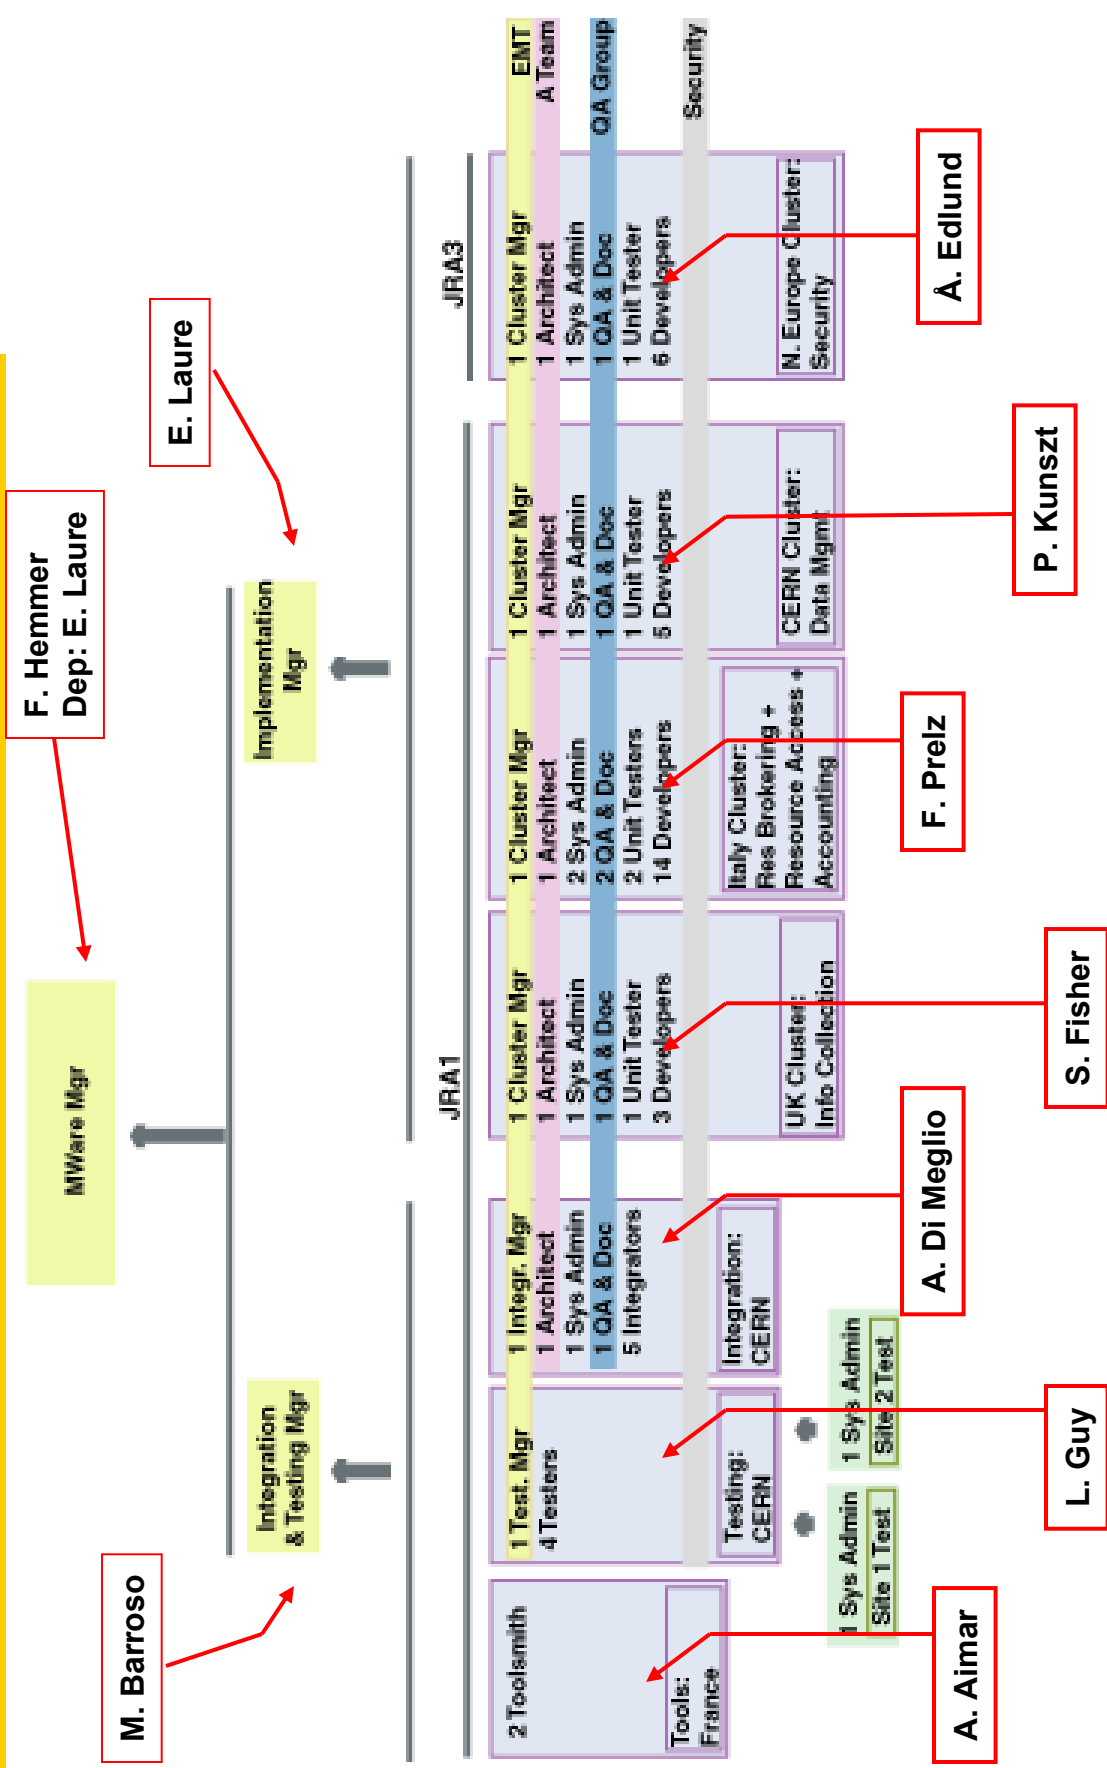 F. Hemmer
Dep: E. Laure
MWare Mgr
M. Barroso
E. Laure
Integration
& Testing Mgr
Implementation
Mgr
JRA1
JRA3
2 Toolsmith
Tools:
France
1 Test. Mgr
4 Testers
Testing:
CERN
1 Integr. Mgr
1 Architect
1 Sys Admin
1 QA & Doc
5 Integrators
Integration:
CERN
1 Cluster Mgr
1 Architect
1 Sys Admin
1 QA & Doc
1 Unit Tester
3 Developers
UK Cluster:
Info Collection
1 Cluster Mgr
1 Architect
2 Sys Admin
2 QA & Doc
2 Unit Testers
14 Developers
Italy Cluster:
Res Brokering +
Resource Access +
Accounting
1 Cluster Mgr
1 Architect
1 Sys Admin
1 QA & Doc
1 Unit Tester
5 Developers
CERN Cluster:
Data Mgmt
1 Cluster Mgr
1 Architect
1 Sys Admin
1 QA & Doc
1 Unit Tester
6 Developers
N. Europe Cluster:
Security
EMT
A Team
QA Group
Security
1 Sys Admin
Site 1 Test
1 Sys Admin
Site 2 Test
A. Aimar
L. Guy
A. Di Meglio
S. Fisher
F. Prelz
P. Kunszt
Å. Edlund